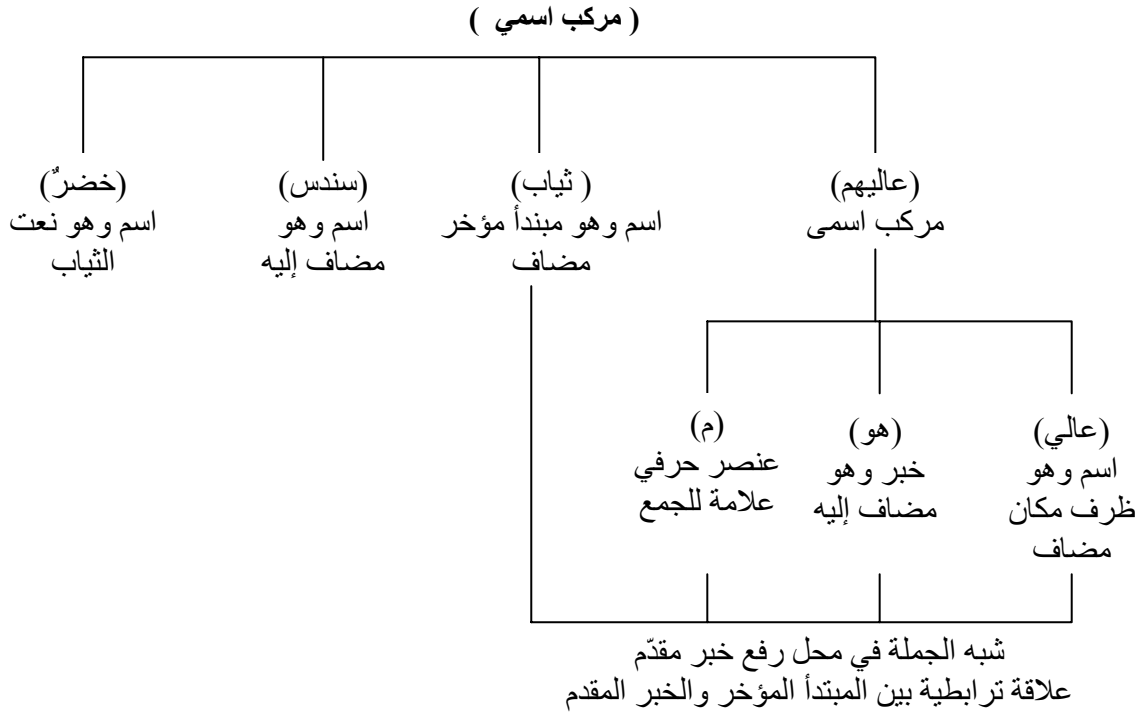 ( مركب اسمي )
(عاليهم)
مركب اسمى
( ثياب)
اسم وهو مبتدأ مؤخر
مضاف
(سندس)
اسم وهو
مضاف إليه
(خضرٌ)
اسم وهو نعت
الثياب
(عالي)
اسم وهو
ظرف مكان
مضاف
(هو)
خبر وهو
مضاف إليه
(م)
عنصر حرفي
علامة للجمع
شبه الجملة في محل رفع خبر مقدّم
علاقة ترابطية بين المبتدأ المؤخر والخبر المقدم